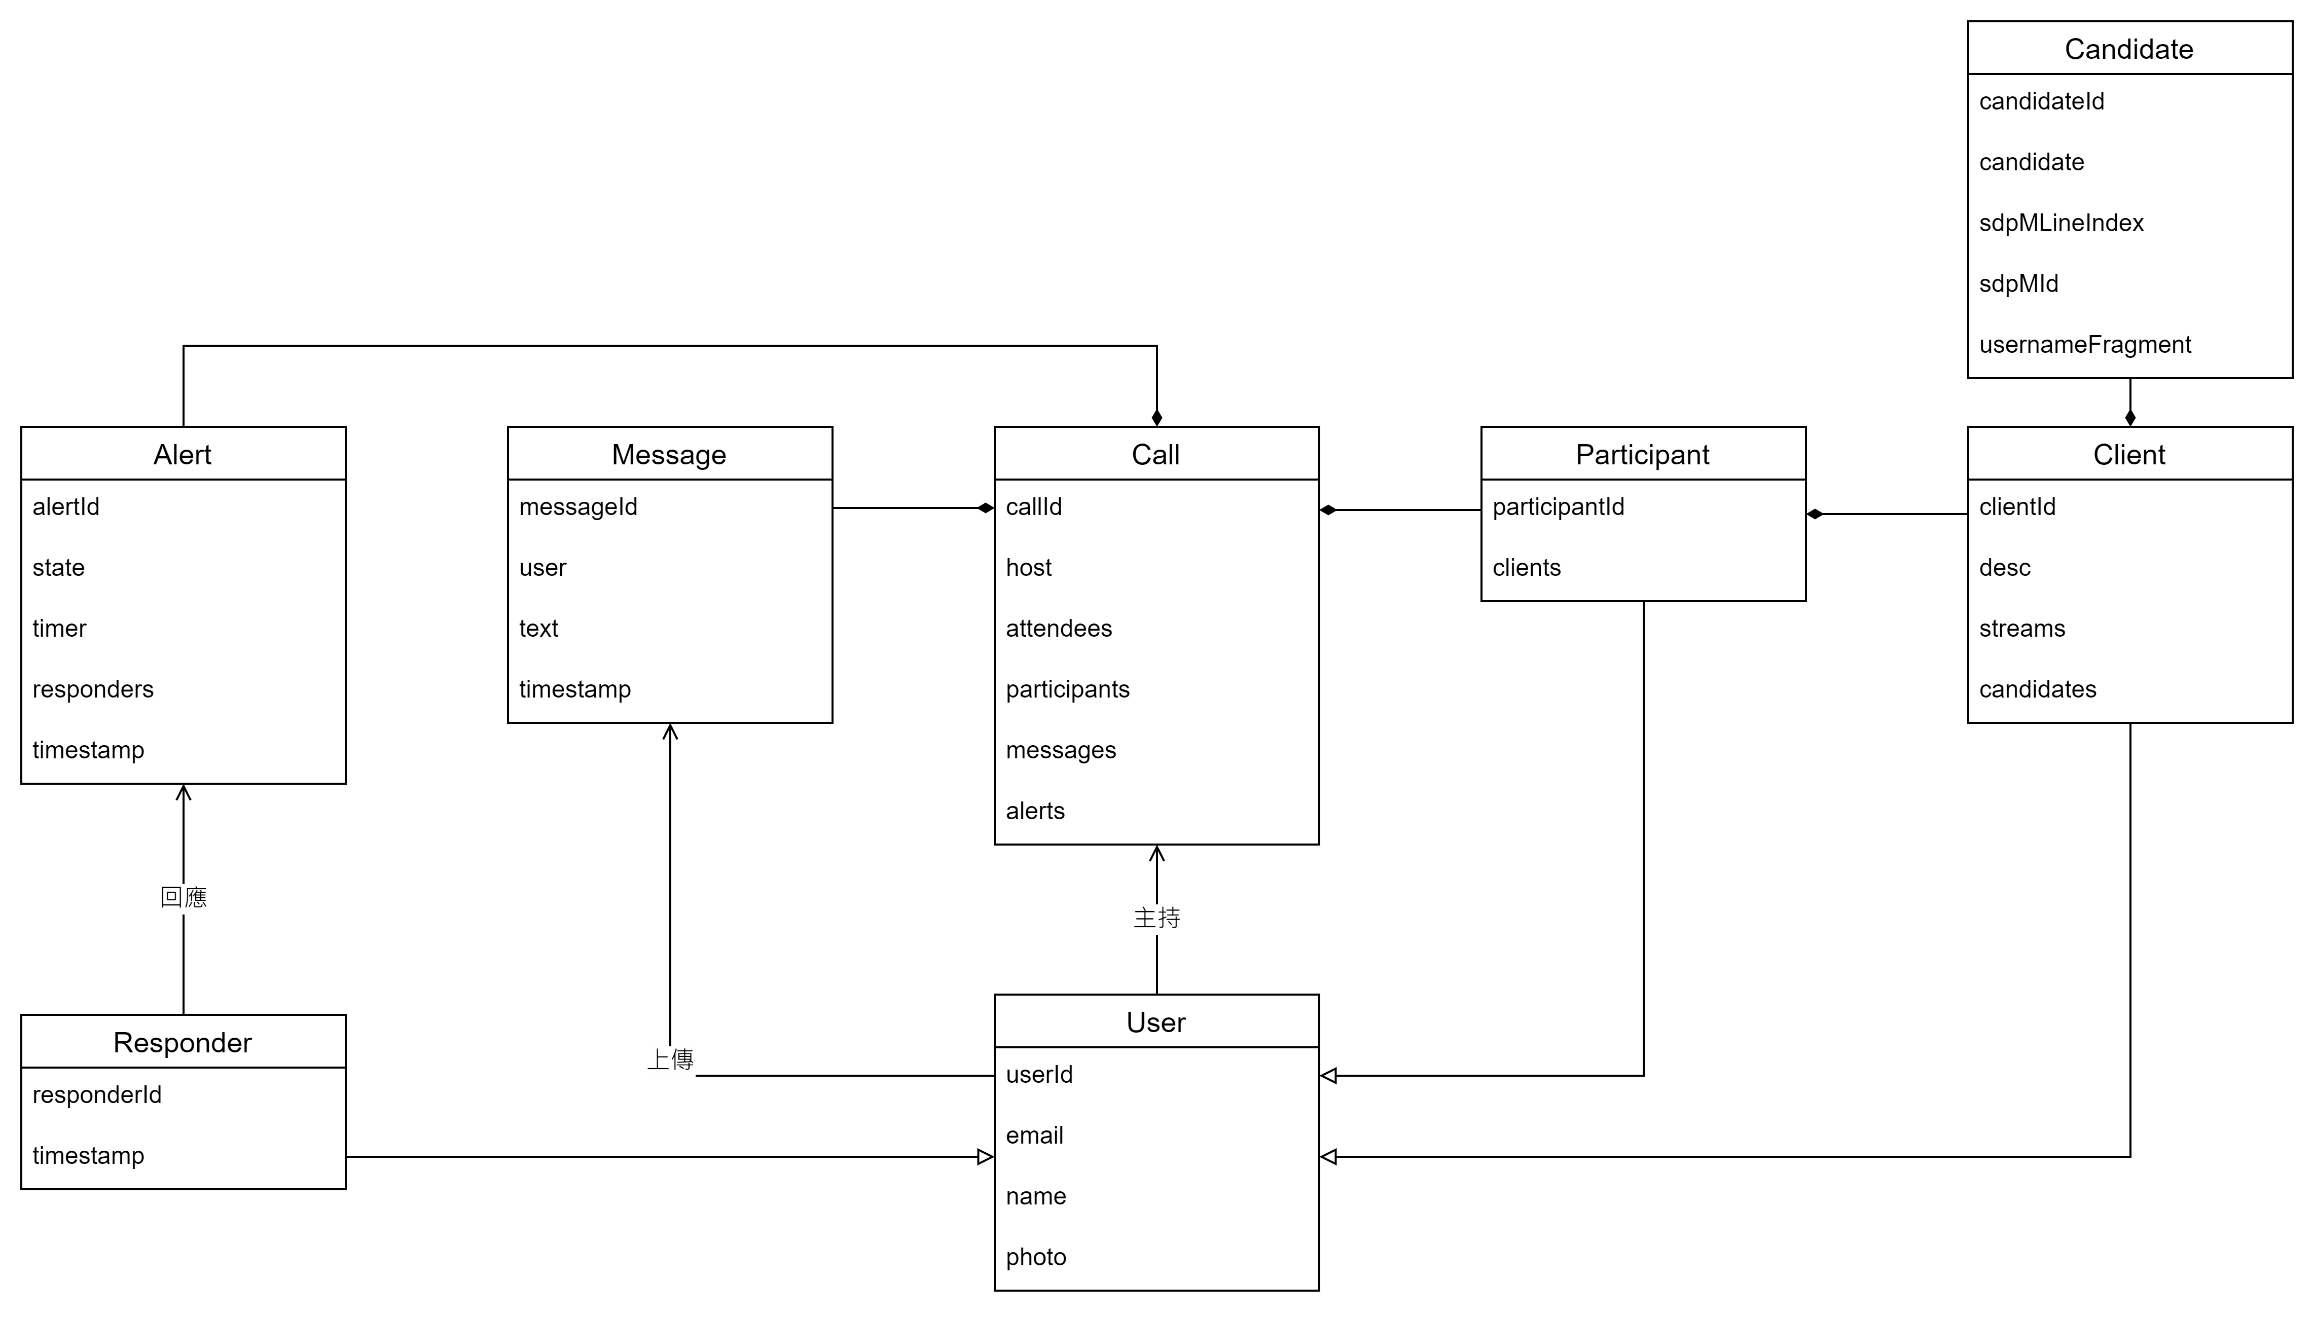 Candidate
candidateId
candidate
sdpMLineIndex
sdpMId
usernameFragment
Alert
alertId
state
timer
responders
timestamp
Message
messageId
user
text
timestamp
Call
callId
host
attendees
participants
messages
alerts
Participant
participantId
clients
Client
clientId
desc
streams
candidates
回應
主持
上傳
Responder
responderId
timestamp
User
userId
email
name
photo